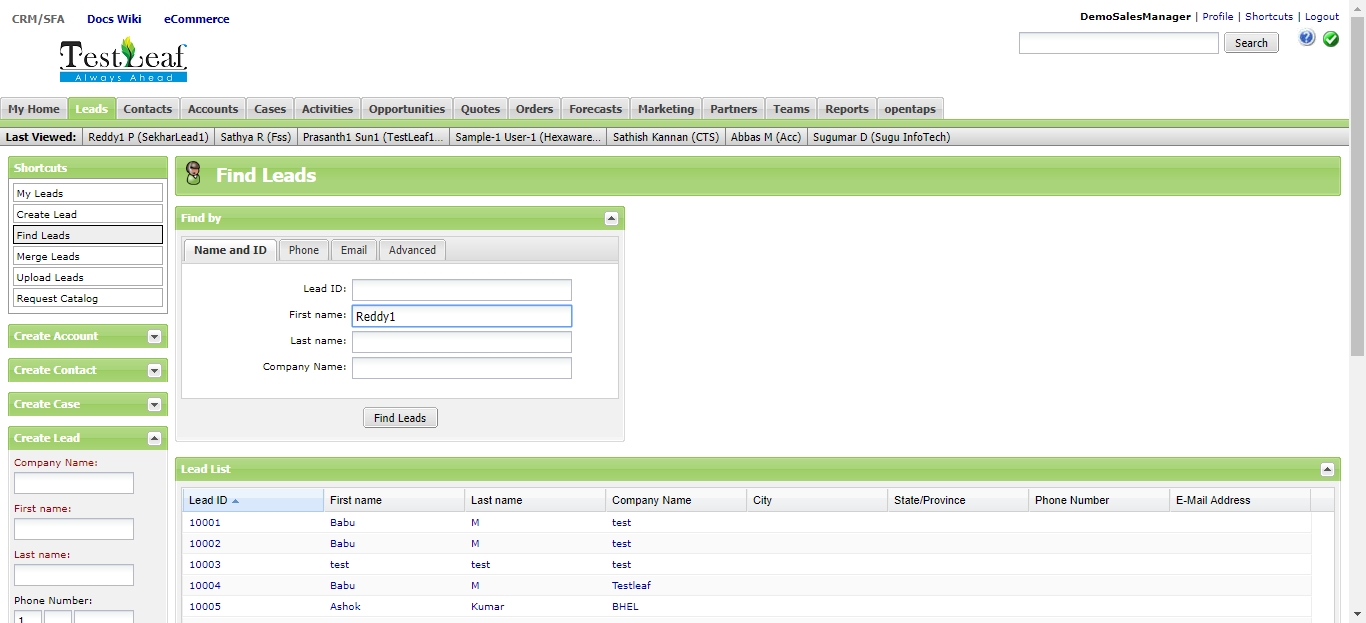 CRM/SFA Docs Wiki eCommerce
DemoSalesManager | Profile | Shortcuts | Logout
TestLeaf
Always Ahead
Search
?
My Home Leads Contacts Accounts Cases Activities Opportunities Quotes Orders Forecasts Marketing Partners Teams Reports opentaps
Last Viewed: Reddy1 P (SekharLead1) Sathya R (Fss) Prasanth1 Sun1 (TestLeaf1... Sample-1 User-1 (Hexaware... Sathish Kannan (CTS) Abbas M (Acc) Sugumar D (Sugu InfoTech)
Shortcuts
My Leads
Create Lead
Find Leads
Merge Leads
Upload Leads
Request Catalog
Create Account
Create Contact
Create Case
Create Lead
Company Name:
First name:
Last name:
Phone Number:
1
Find Leads
Find by
Name and ID Phone Email Advanced
Lead ID:
First name: Reddy1
Last name:
Company Name:
Find Leads
Lead List
Lead ID First name Last name Company Name City State/Province Phone Number E-Mail Address
10001 Babu M test
10002 Babu M test
10003 test test test
10004 Babu M Testleaf
10005 Ashok Kumar BHEL